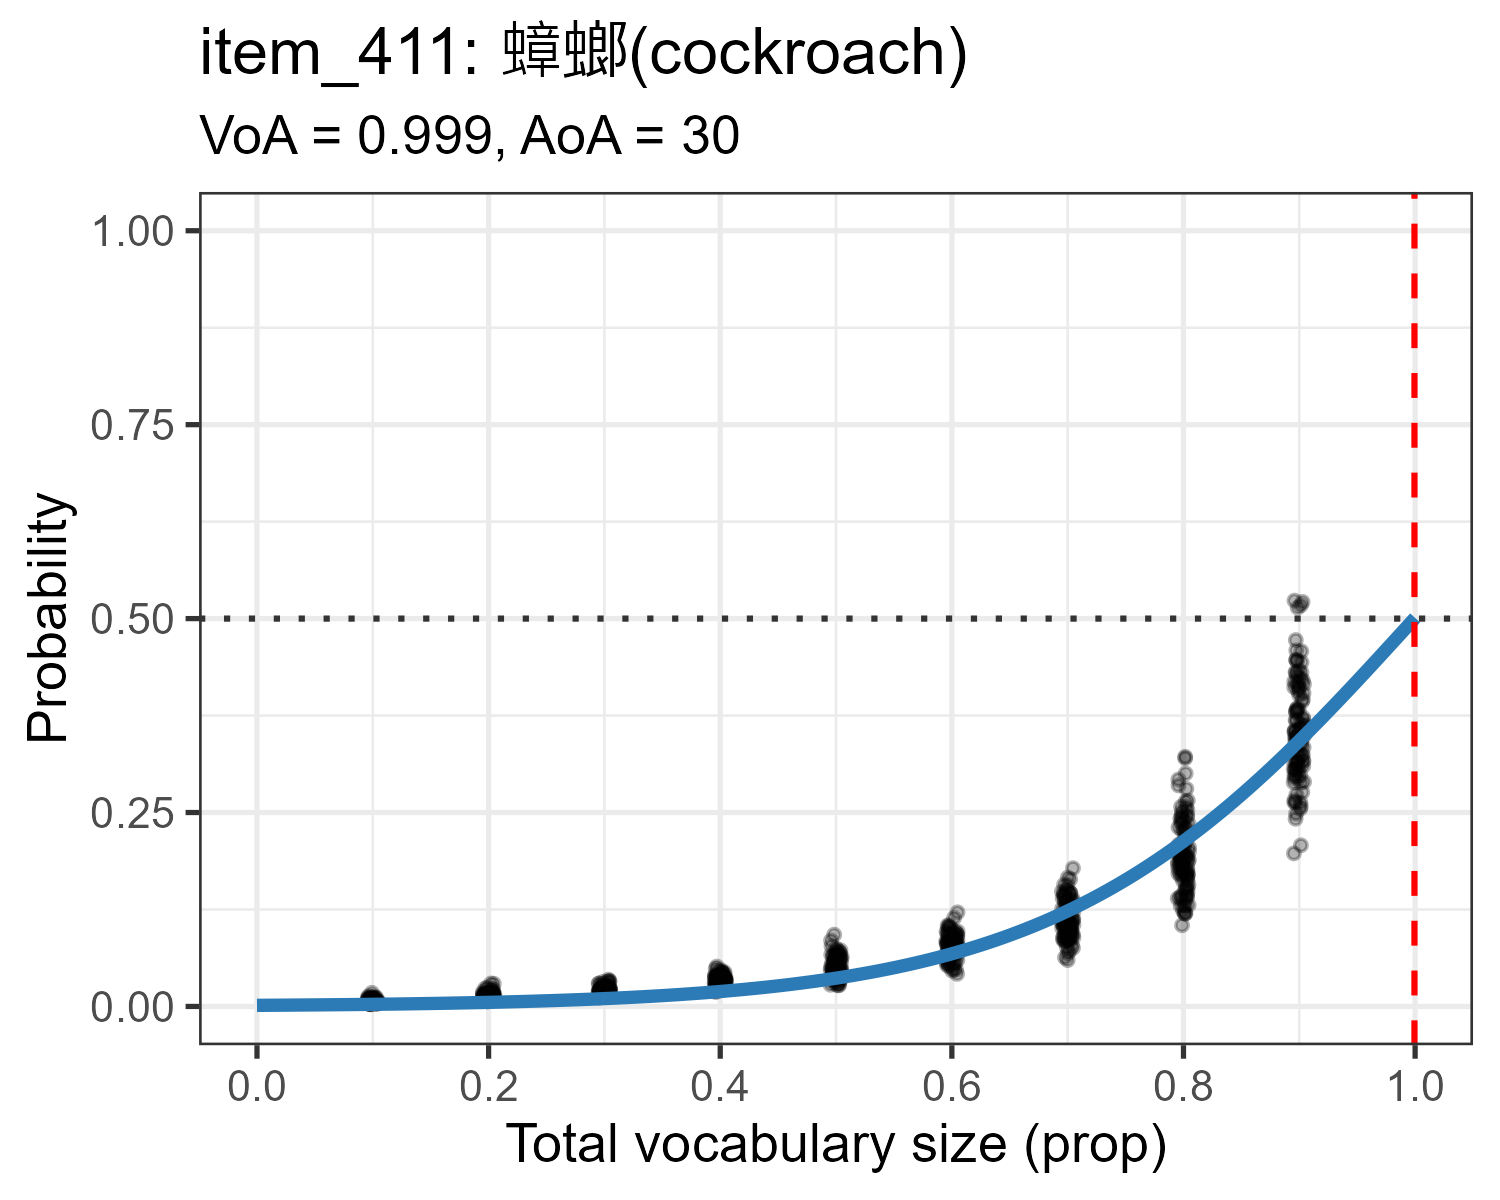 item_411: 蟑螂(cockroach)
VoA = 0.999, AoA = 30
1.00
0.75
0.50
0.25
0.00
Probability
0.0 0.2 0.4 0.6 0.8 1.0
Total vocabulary size (prop)